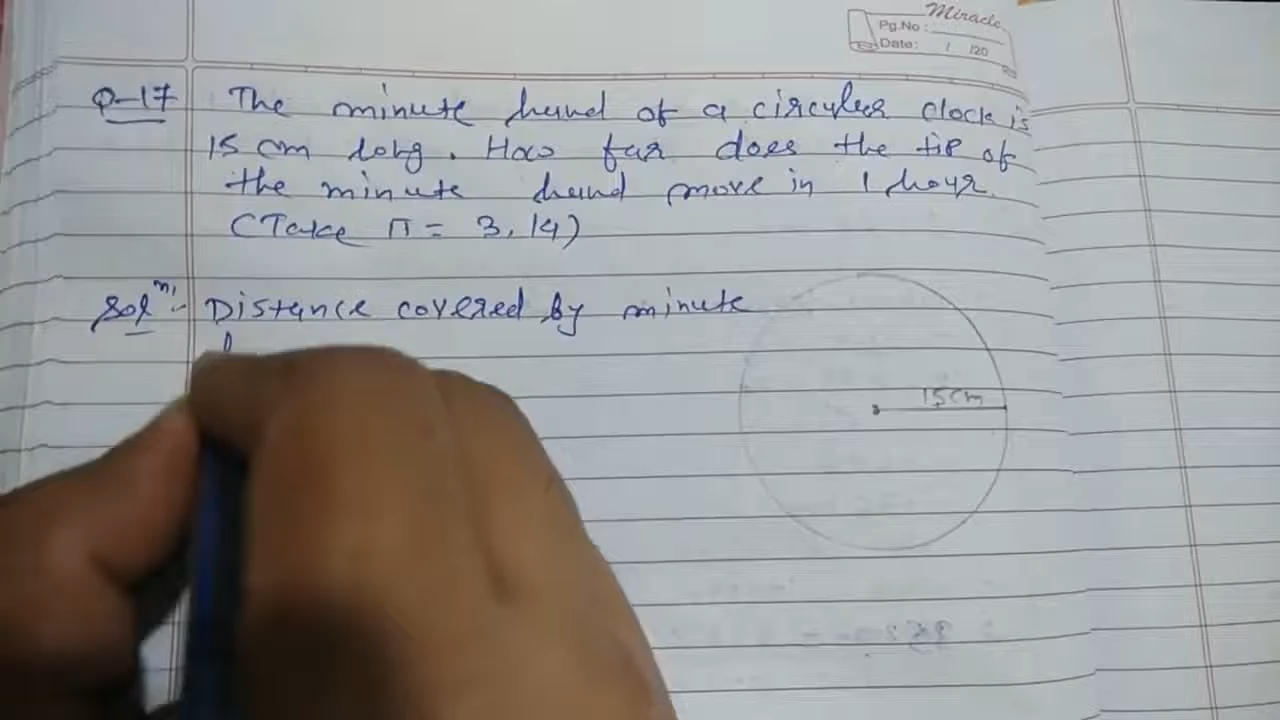 Miracle
Pg.No :
Date: / /20
Q-17 The minute hand of a circular clock is
15 cm long. How far does the tip of
the minute hand move in 1 hour.
(Take π = 3.14)
Solⁿ:- Distance covered by minute
15cm